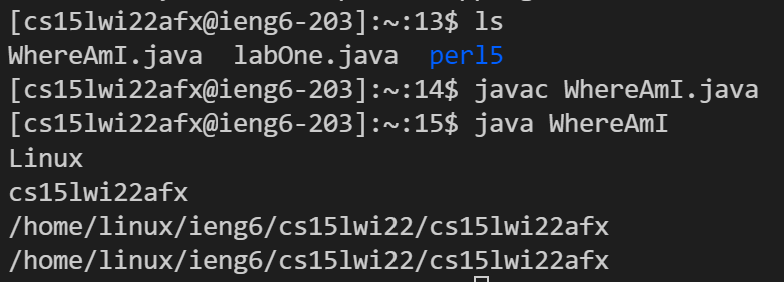 [cs15lwi22afx@ieng6-203]:~:13$ ls
WhereAmI.java  labOne.java  perl5
[cs15lwi22afx@ieng6-203]:~:14$ javac WhereAmI.java
[cs15lwi22afx@ieng6-203]:~:15$ java WhereAmI
Linux
cs15lwi22afx
/home/linux/ieng6/cs15lwi22/cs15lwi22afx
/home/linux/ieng6/cs15lwi22/cs15lwi22afx